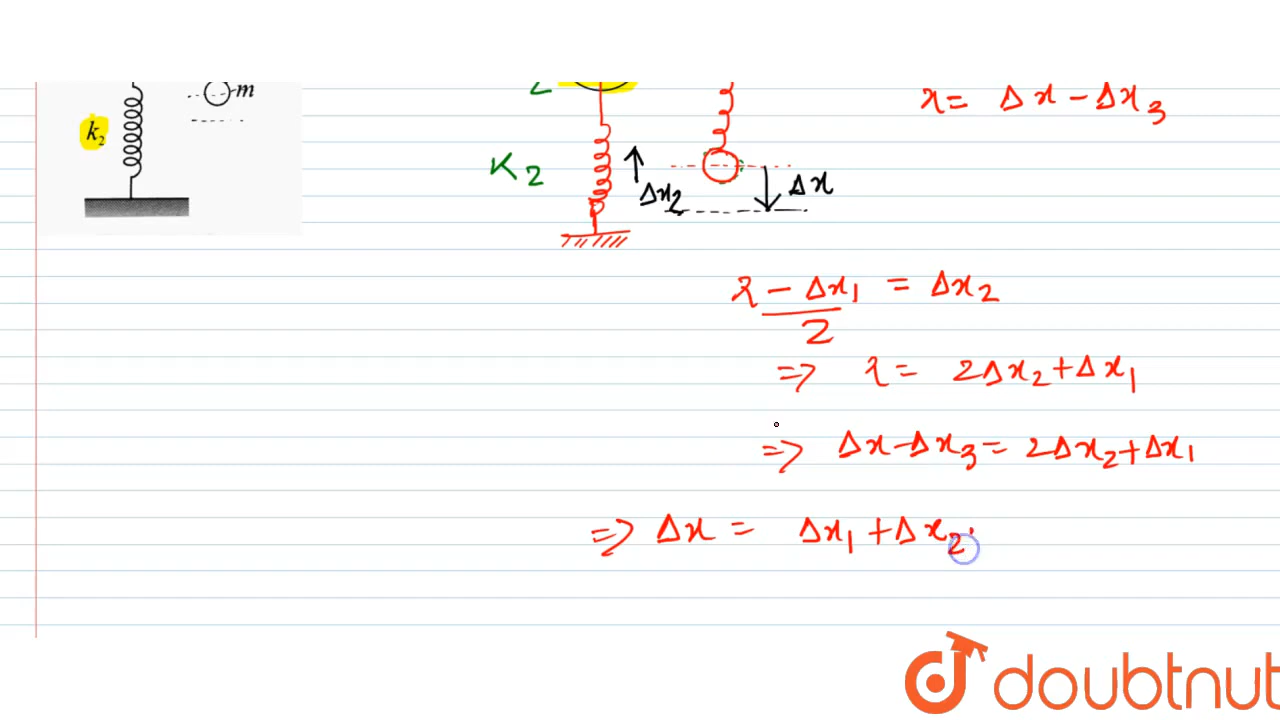 m
k₂
2
x = Δx - Δx₃
K₂
Δx₂
Δx
x - Δx₁ = Δx₂
2
=> x = 2Δx₂ + Δx₁
=> Δx - Δx₃ = 2Δx₂ + Δx₁
=> Δx = Δx₁ + Δx₂
doubtnut